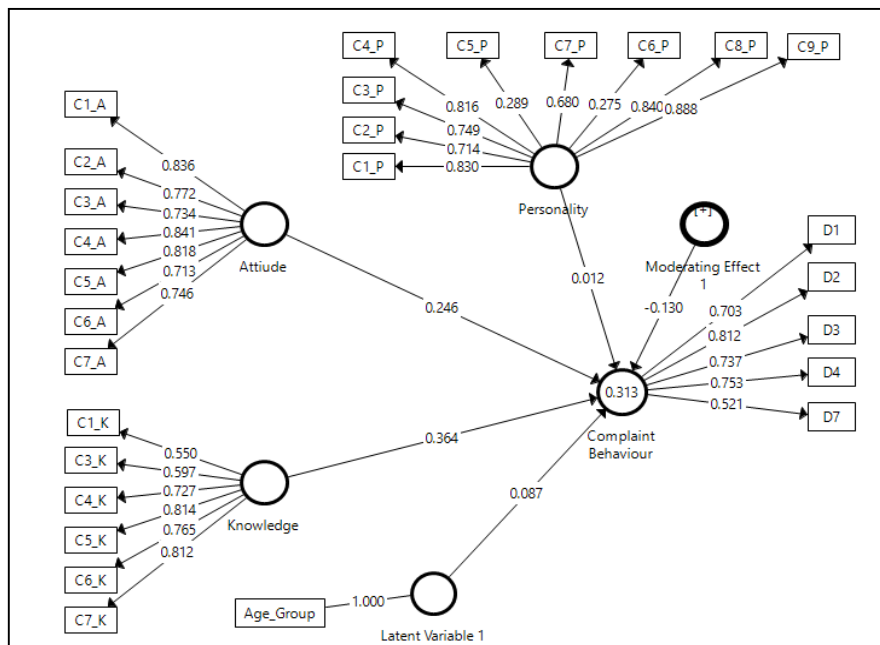 C4_P
C5_P
C7_P
C6_P
C8_P
C9_P
C3_P
C2_P
C1_P
0.816
0.289
0.680
0.275
0.840
0.888
0.749
0.714
0.830
Personality
C1_A
C2_A
C3_A
C4_A
C5_A
C6_A
C7_A
0.836
0.772
0.734
0.841
0.818
0.713
0.746
Attiude
[+]
Moderating Effect
1
0.012
-0.130
0.246
D1
D2
D3
D4
D7
0.703
0.812
0.737
0.753
0.521
0.313
Complaint
Behaviour
C1_K
C3_K
C4_K
C5_K
C6_K
C7_K
0.550
0.597
0.727
0.814
0.765
0.812
Knowledge
0.364
0.087
Age_Group
1.000
Latent Variable 1